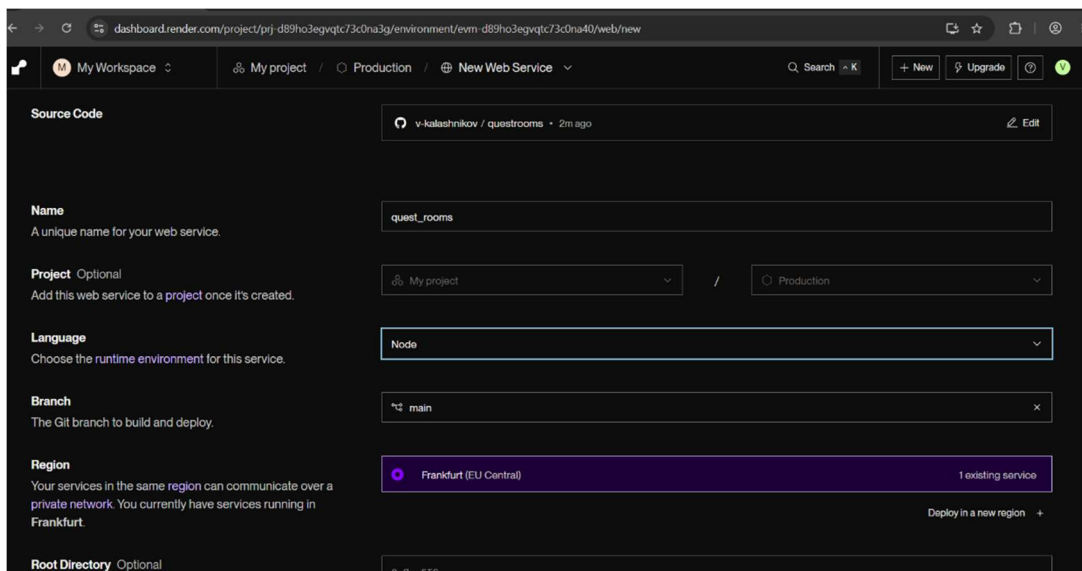 dashboard.render.com/project/prj-d89ho3egvqtc73c0na3g/environment/evm-d89ho3egvqtc73c0na40/web/new
M My Workspace My project / Production / New Web Service Search ^ K + New Upgrade V
Source Code
v-kalashnikov / questrooms • 2m ago Edit
Name
A unique name for your web service.
quest_rooms
Project Optional
Add this web service to a project once it's created.
My project / Production
Language
Choose the runtime environment for this service.
Node
Branch
The Git branch to build and deploy.
main
Region
Your services in the same region can communicate over a
private network. You currently have services running in
Frankfurt.
Frankfurt (EU Central) 1 existing service
Deploy in a new region +
Root Directory Optional